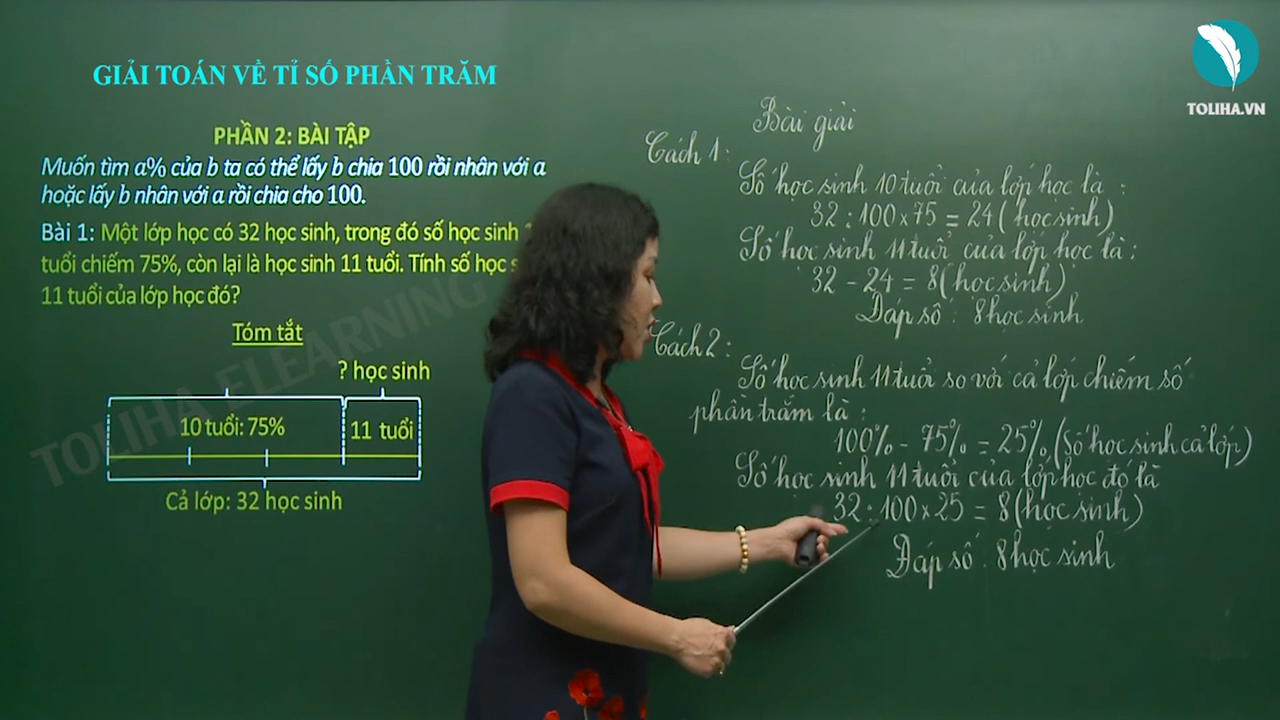 GIẢI TOÁN VỀ TỈ SỐ PHẦN TRĂM
TOLIHA.VN
PHẦN 2: BÀI TẬP
Muốn tìm a% của b ta có thể lấy b chia 100 rồi nhân với a
hoặc lấy b nhân với a rồi chia cho 100.
Bài 1: Một lớp học có 32 học sinh, trong đó số học sinh
tuổi chiếm 75%, còn lại là học sinh 11 tuổi. Tính số học
11 tuổi của lớp học đó?
Tóm tắt
? học sinh
10 tuổi: 75%
11 tuổi
Cả lớp: 32 học sinh
TOLIHA ELEARNING
Bài giải
Cách 1:
Số học sinh 10 tuổi của lớp học là :
32 : 100 x 75 = 24 ( học sinh)
Số học sinh 11 tuổi của lớp học là:
32 - 24 = 8 (học sinh)
Đáp số : 8 học sinh
Cách 2 :
Số học sinh 11 tuổi so với cả lớp chiếm số
phần trăm là :
100% - 75% = 25% (Số học sinh cả lớp)
Số học sinh 11 tuổi của lớp học đó là
32 : 100 x 25 = 8 (học sinh)
Đáp số : 8 học sinh